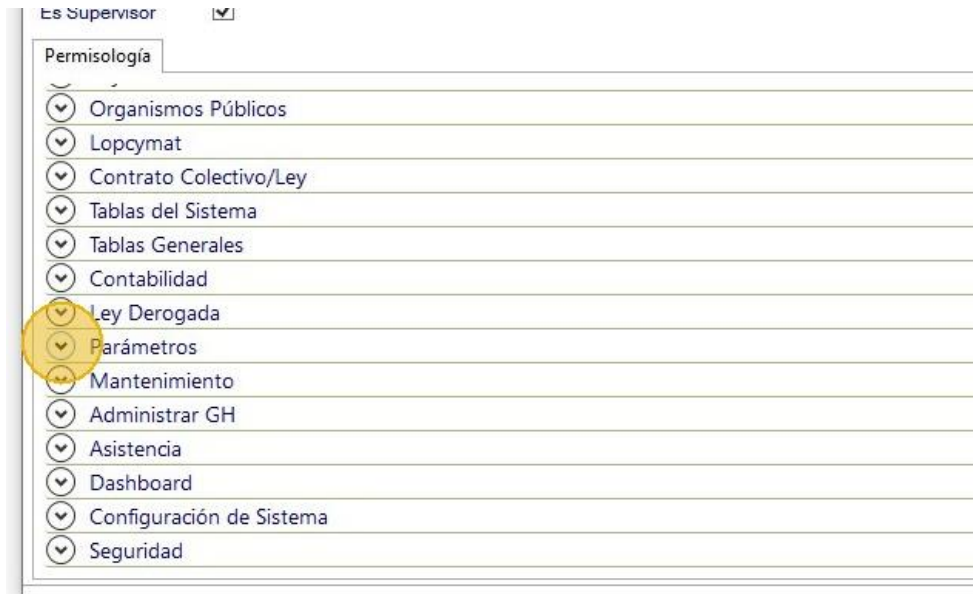 Es Supervisor
Permisología
Organismos Públicos
Lopcymat
Contrato Colectivo/Ley
Tablas del Sistema
Tablas Generales
Contabilidad
Ley Derogada
Parámetros
Mantenimiento
Administrar GH
Asistencia
Dashboard
Configuración de Sistema
Seguridad